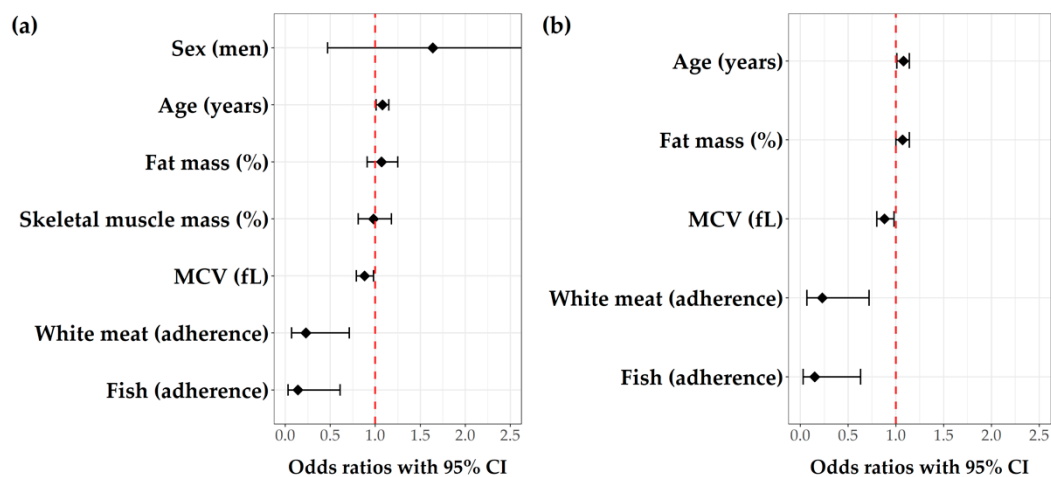 (a)
Sex (men)
Age (years)
Fat mass (%)
Skeletal muscle mass (%)
MCV (fL)
White meat (adherence)
Fish (adherence)
0.0 0.5 1.0 1.5 2.0 2.5
Odds ratios with 95% CI
(b)
Age (years)
Fat mass (%)
MCV (fL)
White meat (adherence)
Fish (adherence)
0.0 0.5 1.0 1.5 2.0 2.5
Odds ratios with 95% CI